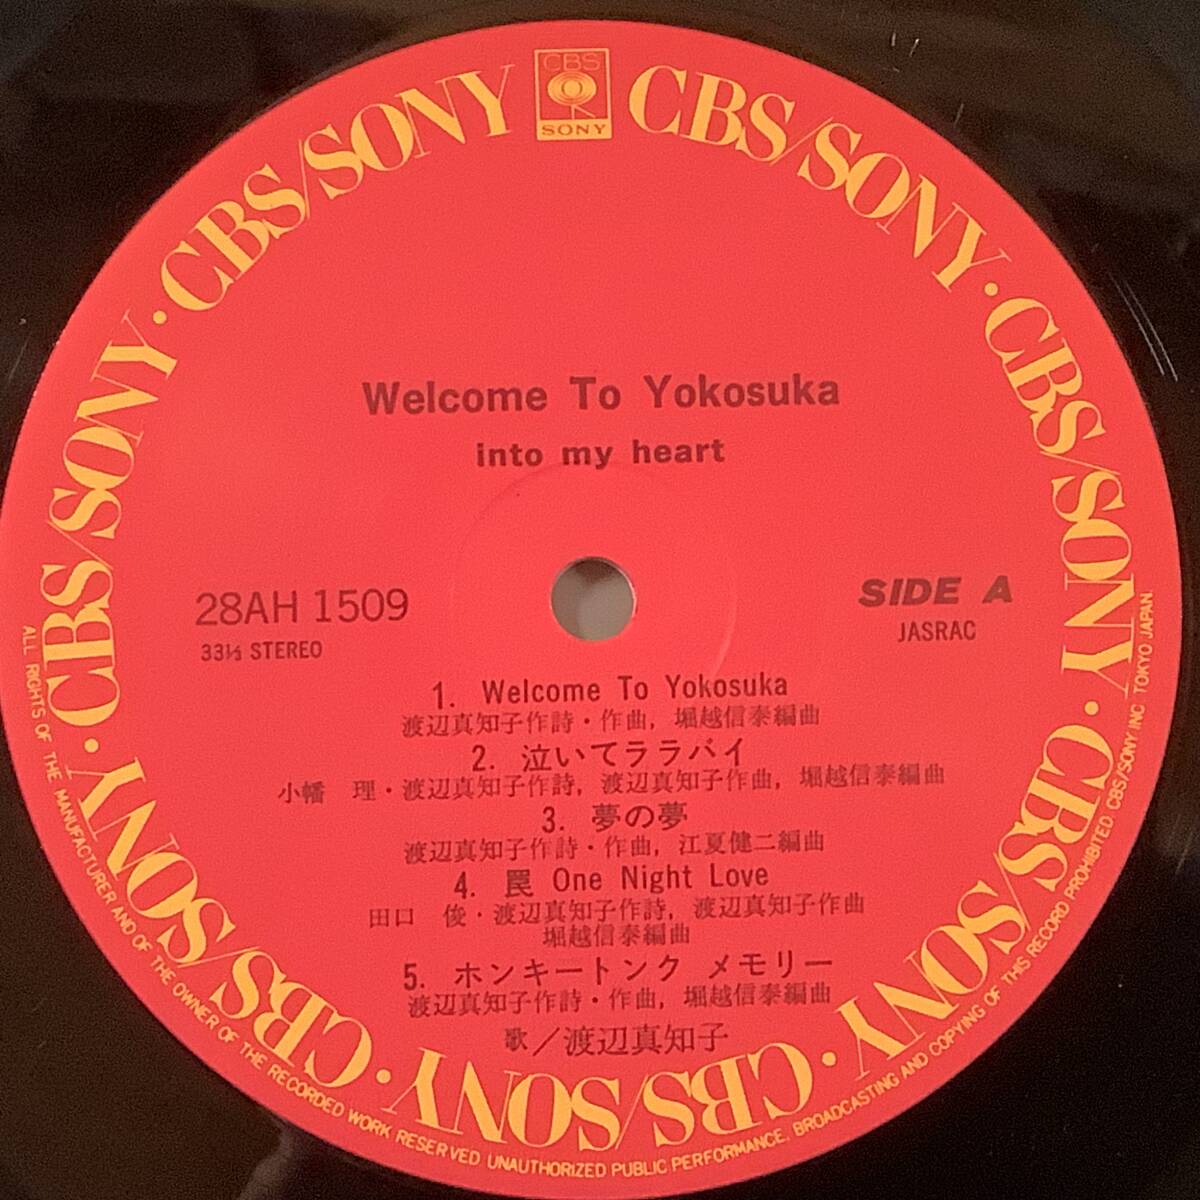 CBS
SONY
CBS/SONY · CBS/SONY · CBS/SONY · CBS/SONY · CBS/SONY · CBS/SONY · CBS/SONY · CBS/SONY · CBS/SONY
Welcome To Yokosuka
into my heart
28AH 1509
33⅓ STEREO
SIDE A
JASRAC
1. Welcome To Yokosuka
渡辺真知子作詩・作曲, 堀越信泰編曲
2. 泣いてララバイ
小幡 理・渡辺真知子作詩, 渡辺真知子作曲, 堀越信泰編曲
3. 夢の夢
渡辺真知子作詩・作曲, 江夏健二編曲
4. 罠 One Night Love
田口 俊・渡辺真知子作詩, 渡辺真知子作曲
堀越信泰編曲
5. ホンキートンク メモリー
渡辺真知子作詩・作曲, 堀越信泰編曲
歌／渡辺真知子
ALL RIGHTS OF THE MANUFACTURER AND OF THE OWNER OF THE RECORDED WORK RESERVED UNAUTHORIZED PUBLIC PERFORMANCE, BROADCASTING AND COPYING OF THIS RECORD PROHIBITED CBS/SONY INC TOKYO JAPAN